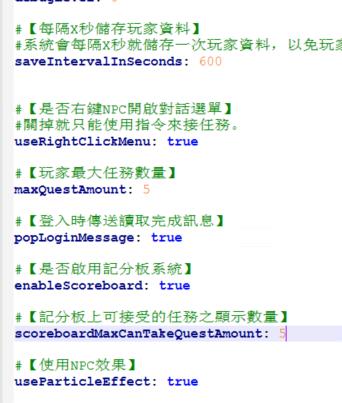 #【每隔X秒儲存玩家資料】
#系統會每隔X秒就儲存一次玩家資料，以免玩家
saveIntervalInSeconds: 600
#【是否右鍵NPC開啟對話選單】
#關掉就只能使用指令來接任務。
useRightClickMenu: true
#【玩家最大任務數量】
maxQuestAmount: 5
#【登入時傳送讀取完成訊息】
popLoginMessage: true
#【是否啟用記分板系統】
enableScoreboard: true
#【記分板上可接受的任務之顯示數量】
scoreboardMaxCanTakeQuestAmount: 5
#【使用NPC效果】
useParticleEffect: true